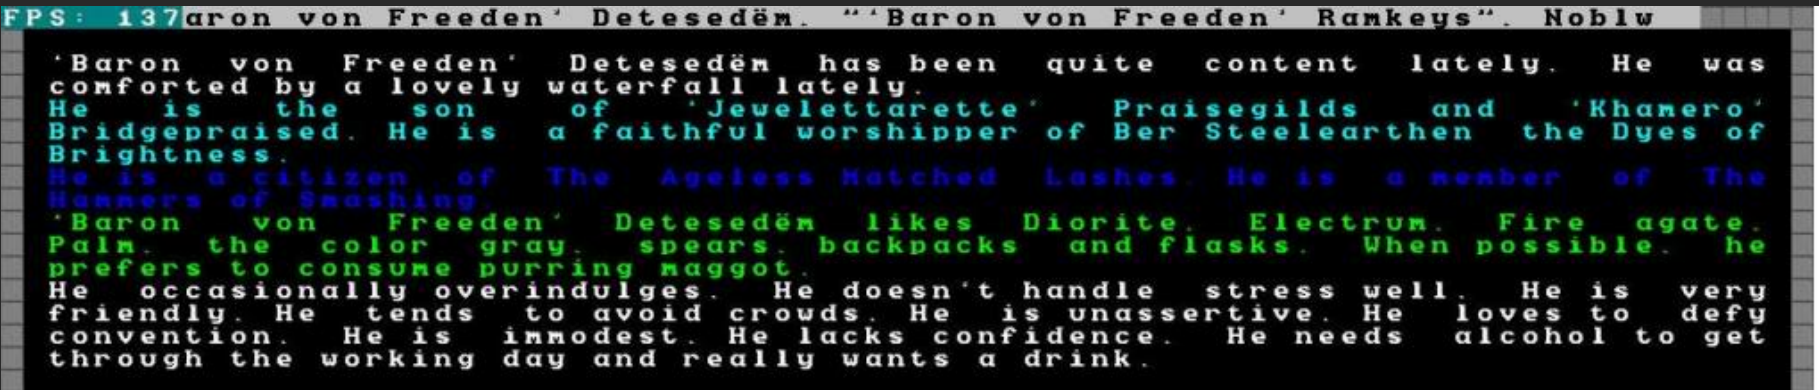 FPS: 137aron von Freeden' Detesedëm, "'Baron von Freeden' Ramkeys", Noblw
'Baron von Freeden' Detesedëm has been quite content lately. He was
comforted by a lovely waterfall lately.
He is the son of 'Jewelettarette' Praisegilds and 'Khamero'
Bridgepraised. He is a faithful worshipper of Ber Steelearthen the Dyes of
Brightness.
He is a citizen of The Ageless Matched Lashes. He is a member of The
Hammers of Smashing.
'Baron von Freeden' Detesedëm likes Diorite, Electrum, Fire agate,
Palm, the color gray, spears, backpacks and flasks. When possible, he
prefers to consume purring maggot.
He occasionally overindulges. He doesn't handle stress well. He is very
friendly. He tends to avoid crowds. He is unassertive. He loves to defy
convention. He is immodest. He lacks confidence. He needs alcohol to get
through the working day and really wants a drink.